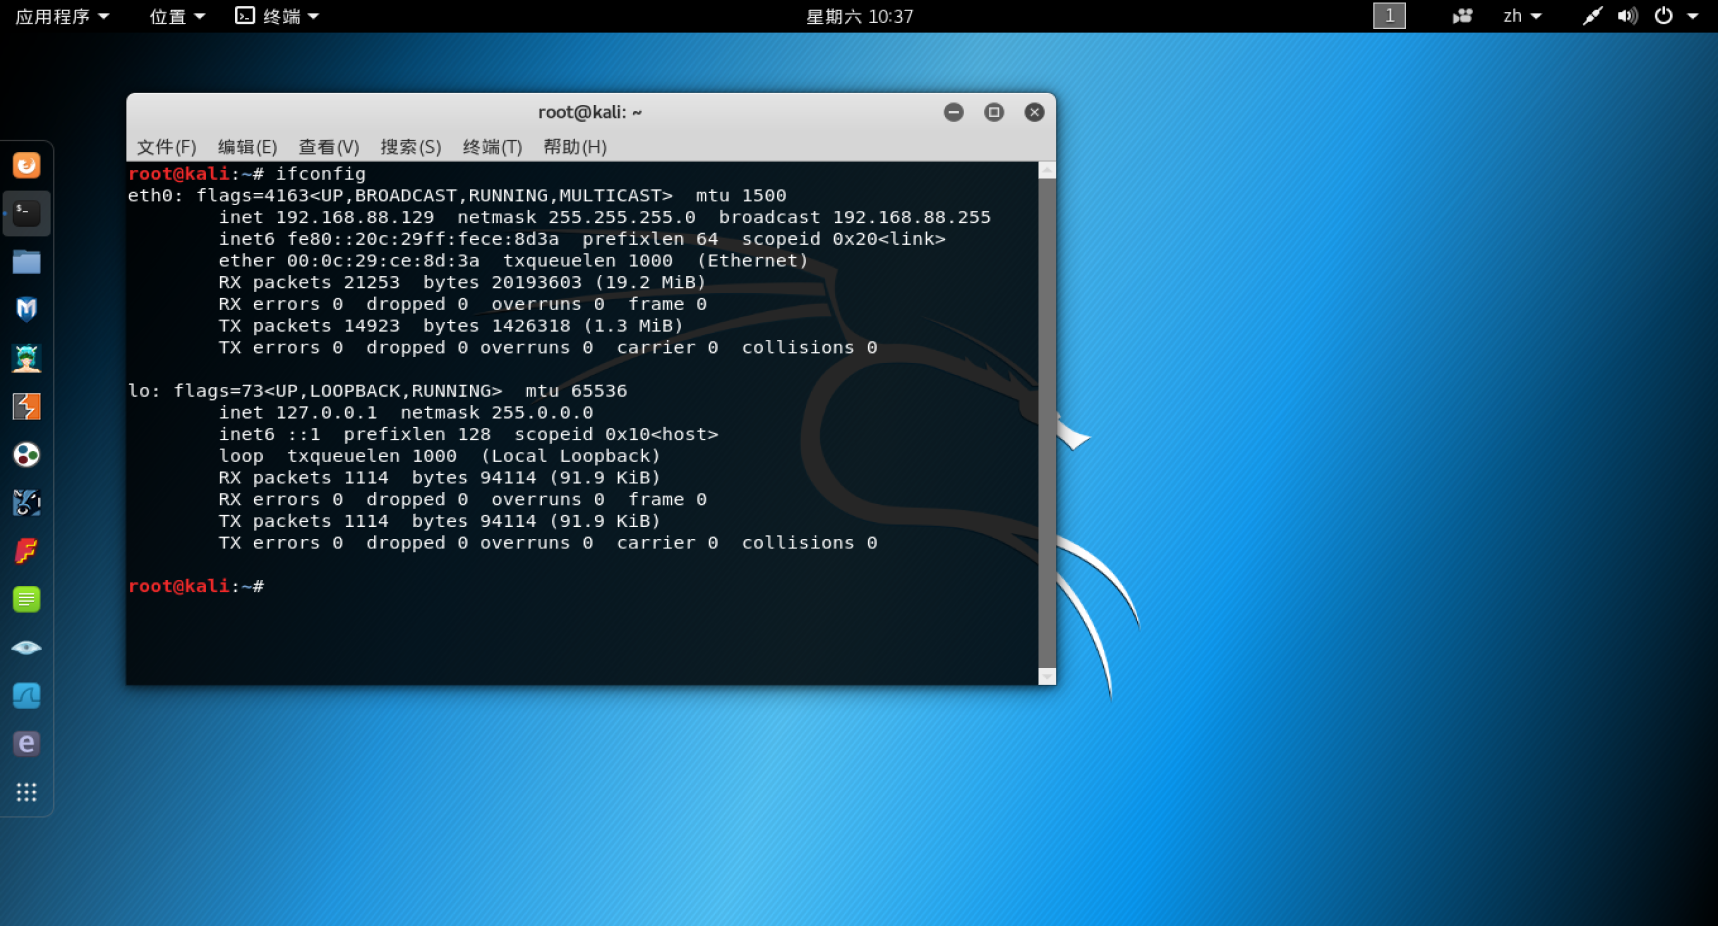 应用程序 位置 终端 星期六 10:37 1 zh
root@kali: ~
文件(F) 编辑(E) 查看(V) 搜索(S) 终端(T) 帮助(H)
root@kali:~# ifconfig
eth0: flags=4163<UP,BROADCAST,RUNNING,MULTICAST>  mtu 1500
        inet 192.168.88.129  netmask 255.255.255.0  broadcast 192.168.88.255
        inet6 fe80::20c:29ff:fece:8d3a  prefixlen 64  scopeid 0x20<link>
        ether 00:0c:29:ce:8d:3a  txqueuelen 1000  (Ethernet)
        RX packets 21253  bytes 20193603 (19.2 MiB)
        RX errors 0  dropped 0  overruns 0  frame 0
        TX packets 14923  bytes 1426318 (1.3 MiB)
        TX errors 0  dropped 0 overruns 0  carrier 0  collisions 0
lo: flags=73<UP,LOOPBACK,RUNNING>  mtu 65536
        inet 127.0.0.1  netmask 255.0.0.0
        inet6 ::1  prefixlen 128  scopeid 0x10<host>
        loop  txqueuelen 1000  (Local Loopback)
        RX packets 1114  bytes 94114 (91.9 KiB)
        RX errors 0  dropped 0  overruns 0  frame 0
        TX packets 1114  bytes 94114 (91.9 KiB)
        TX errors 0  dropped 0 overruns 0  carrier 0  collisions 0
root@kali:~#